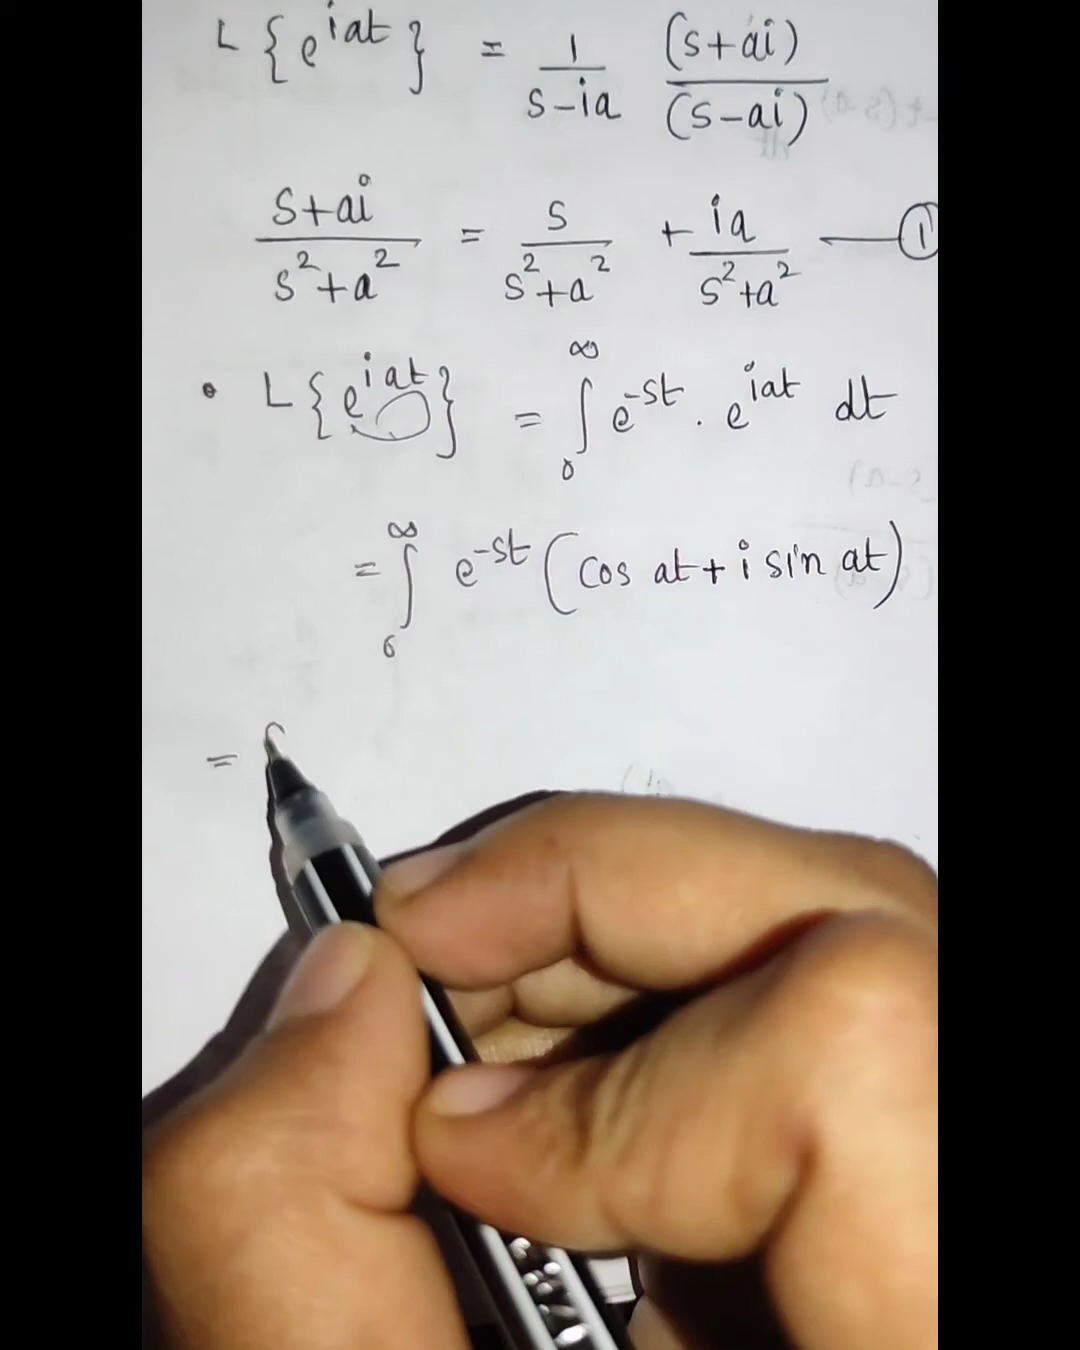 L{e^{iat}} = 1/(s-ia) (s+ai)/(s-ai)
(s+ai)/(s²+a²) = s/(s²+a²) + ia/(s²+a²) — ①
• L{e^{iat}} = ∫₀^∞ e^{-st} . e^{iat} dt
= ∫₀^∞ e^{-st} (cos at + i sin at)
=